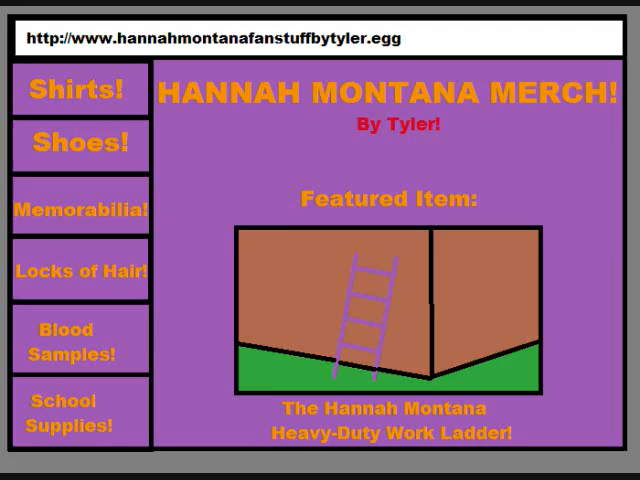 http://www.hannahmontanafanstuffbytyler.egg
Shirts!
Shoes!
Memorabilia!
Locks of Hair!
Blood
Samples!
School
Supplies!
HANNAH MONTANA MERCH!
By Tyler!
Featured Item:
The Hannah Montana
Heavy-Duty Work Ladder!